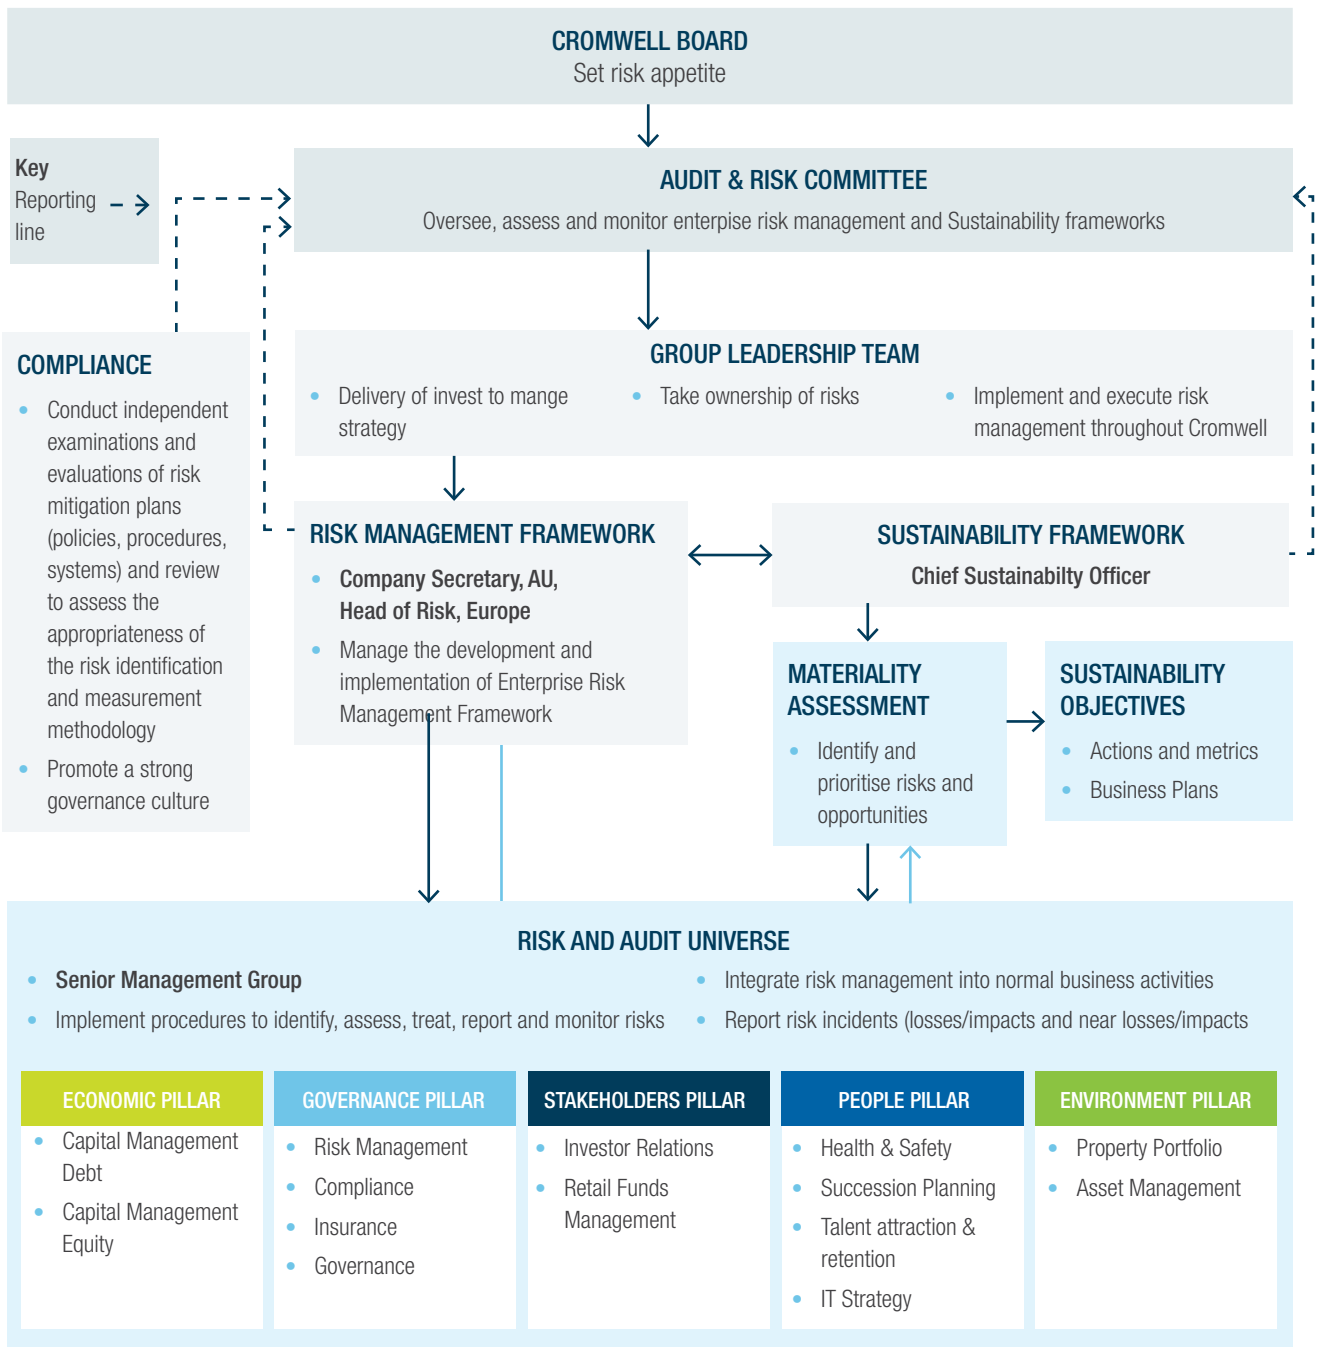 CROMWELL BOARD
Set risk appetite
Key
Reporting
line
AUDIT & RISK COMMITTEE
Oversee, assess and monitor enterpise risk management and Sustainability frameworks
GROUP LEADERSHIP TEAM
• Delivery of invest to mange
strategy
• Take ownership of risks
• Implement and execute risk
management throughout Cromwell
COMPLIANCE
• Conduct independent
examinations and
evaluations of risk
mitigation plans
(policies, procedures,
systems) and review
to assess the
appropriateness of
the risk identification
and measurement
methodology
• Promote a strong
governance culture
RISK MANAGEMENT FRAMEWORK
• Company Secretary, AU,
Head of Risk, Europe
• Manage the development and
implementation of Enterprise Risk
Management Framework
SUSTAINABILITY FRAMEWORK
Chief Sustainabilty Officer
MATERIALITY
ASSESSMENT
• Identify and
prioritise risks and
opportunities
SUSTAINABILITY
OBJECTIVES
• Actions and metrics
• Business Plans
RISK AND AUDIT UNIVERSE
• Senior Management Group
• Implement procedures to identify, assess, treat, report and monitor risks
• Integrate risk management into normal business activities
• Report risk incidents (losses/impacts and near losses/impacts
ECONOMIC PILLAR
• Capital Management
Debt
• Capital Management
Equity
GOVERNANCE PILLAR
• Risk Management
• Compliance
• Insurance
• Governance
STAKEHOLDERS PILLAR
• Investor Relations
• Retail Funds
Management
PEOPLE PILLAR
• Health & Safety
• Succession Planning
• Talent attraction &
retention
• IT Strategy
ENVIRONMENT PILLAR
• Property Portfolio
• Asset Management